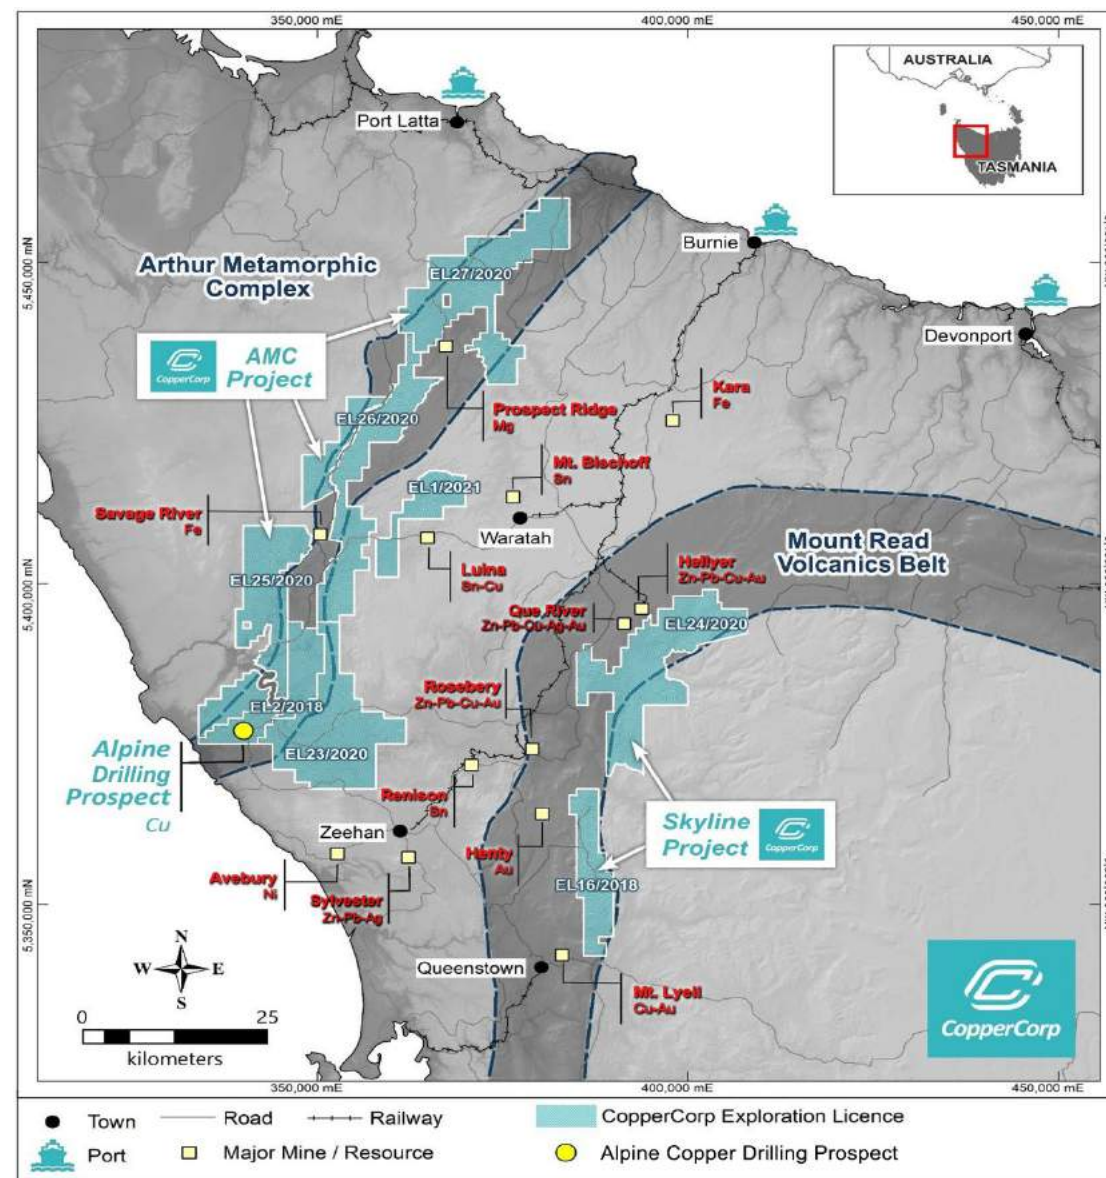 350,000 mE
400,000 mE
450,000 mE
AUSTRALIA
TASMANIA
Port Latta
Burnie
Devonport
5,450,000 mN
Arthur Metamorphic
Complex
EL27/2020
CopperCorp
AMC
Project
Prospect Ridge
Mg
Kara
Fe
EL26/2020
Mt. Bischoff
Sn
EL1/2021
Waratah
Savage River
Fe
Luina
Sn-Cu
Mount Read
Volcanics Belt
Hellyer
Zn-Pb-Cu-Au
EL25/2020
5,400,000 mN
Que River
Zn-Pb-Cu-Ag-Au
EL24/2020
Rosebery
Zn-Pb-Cu-Au
EL2/2018
EL23/2020
Alpine
Drilling
Prospect
Cu
Renison
Sn
Zeehan
Skyline
Project
CopperCorp
Henty
Au
Avebury
Ni
Sylvester
Zn-Pb-Ag
EL16/2018
5,350,000 mN
Queenstown
Mt. Lyell
Cu-Au
N
W
E
S
0
25
kilometers
CopperCorp
350,000 mE
400,000 mE
450,000 mE
Town
Road
Railway
CopperCorp Exploration Licence
Port
Major Mine / Resource
Alpine Copper Drilling Prospect